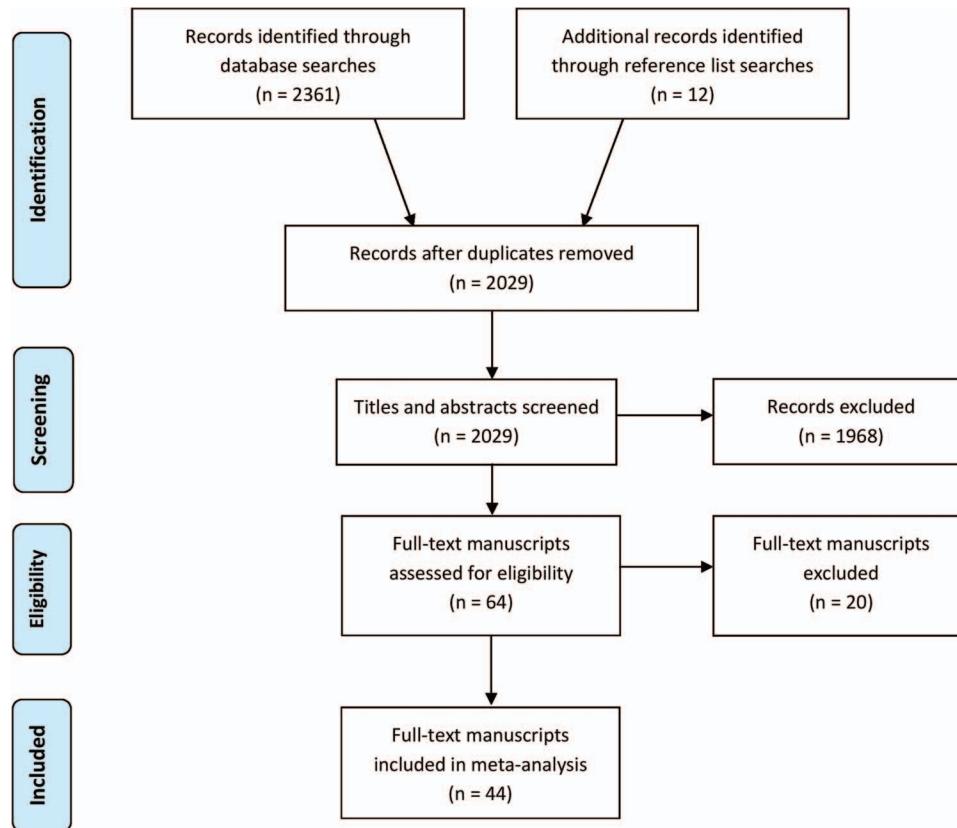 Identification
Records identified through
database searches
(n = 2361)
Additional records identified
through reference list searches
(n = 12)
Records after duplicates removed
(n = 2029)
Screening
Titles and abstracts screened
(n = 2029)
Records excluded
(n = 1968)
Eligibility
Full-text manuscripts
assessed for eligibility
(n = 64)
Full-text manuscripts
excluded
(n = 20)
Included
Full-text manuscripts
included in meta-analysis
(n = 44)